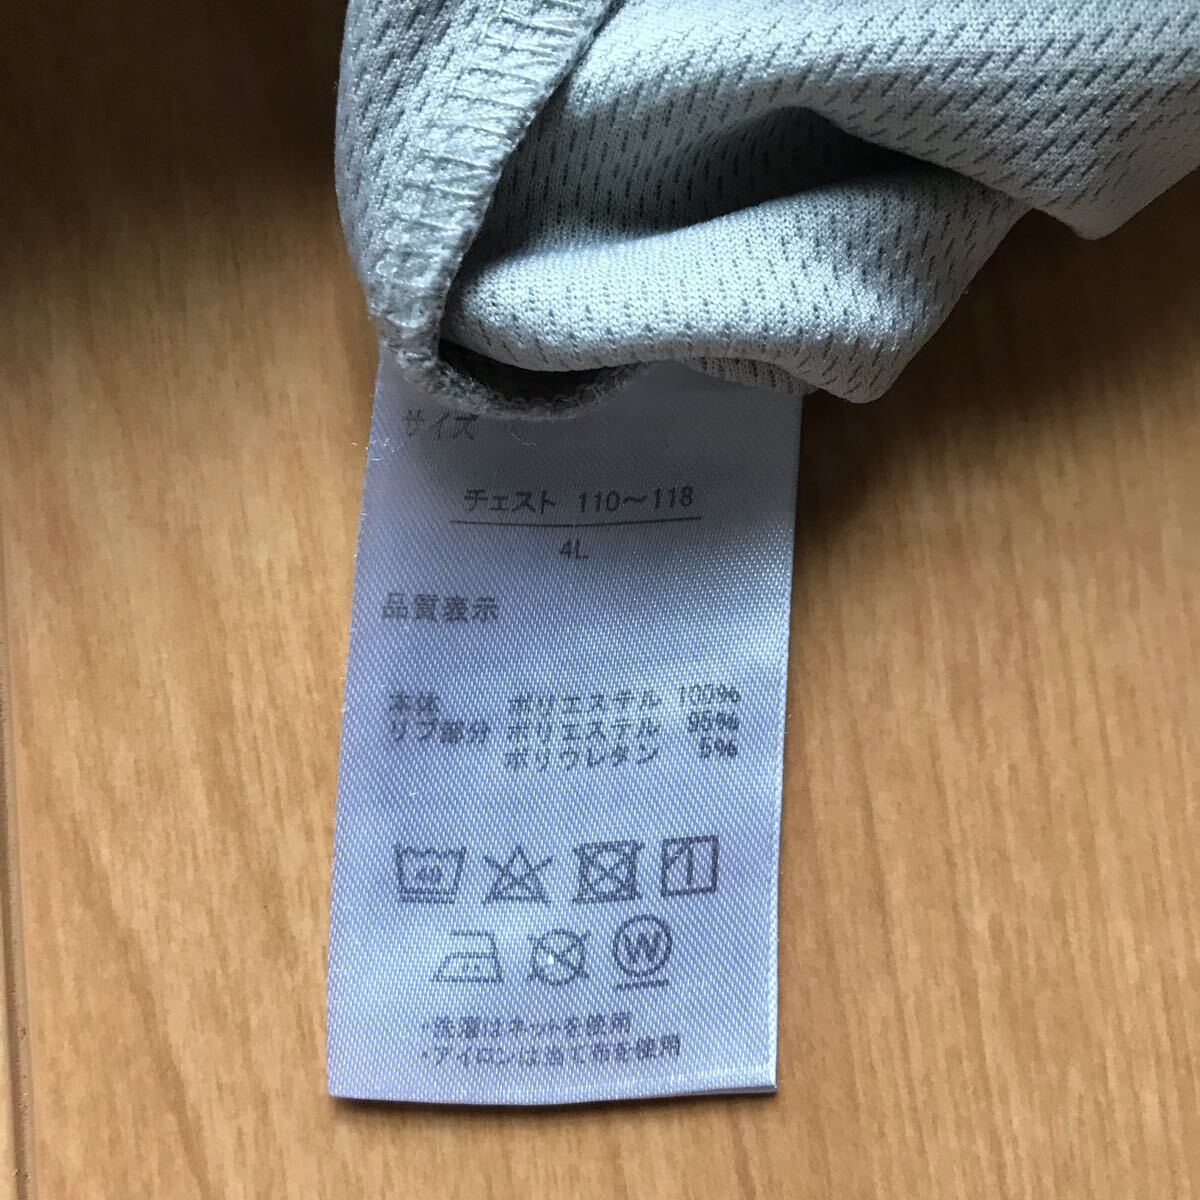 サイズ
チェスト 110～118
4L
品質表示
本体 ポリエステル 100%
リブ部分 ポリエステル 95%
ポリウレタン 5%
40
W
・洗濯はネットを使用
・アイロンは当て布を使用